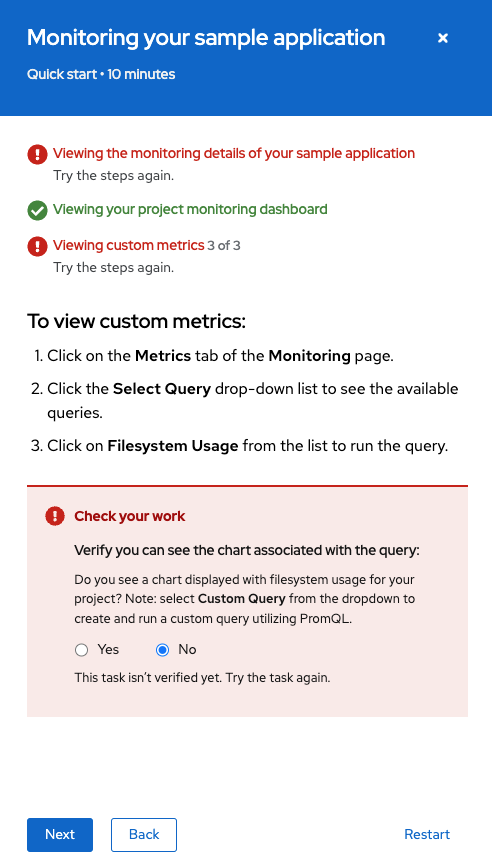 Monitoring your sample application
Quick start • 10 minutes
Viewing the monitoring details of your sample application
Try the steps again.
Viewing your project monitoring dashboard
Viewing custom metrics 3 of 3
Try the steps again.
To view custom metrics:
1. Click on the Metrics tab of the Monitoring page.
2. Click the Select Query drop-down list to see the available
queries.
3. Click on Filesystem Usage from the list to run the query.
Check your work
Verify you can see the chart associated with the query:
Do you see a chart displayed with filesystem usage for your
project? Note: select Custom Query from the dropdown to
create and run a custom query utilizing PromQL.
Yes No
This task isn’t verified yet. Try the task again.
Next Back Restart